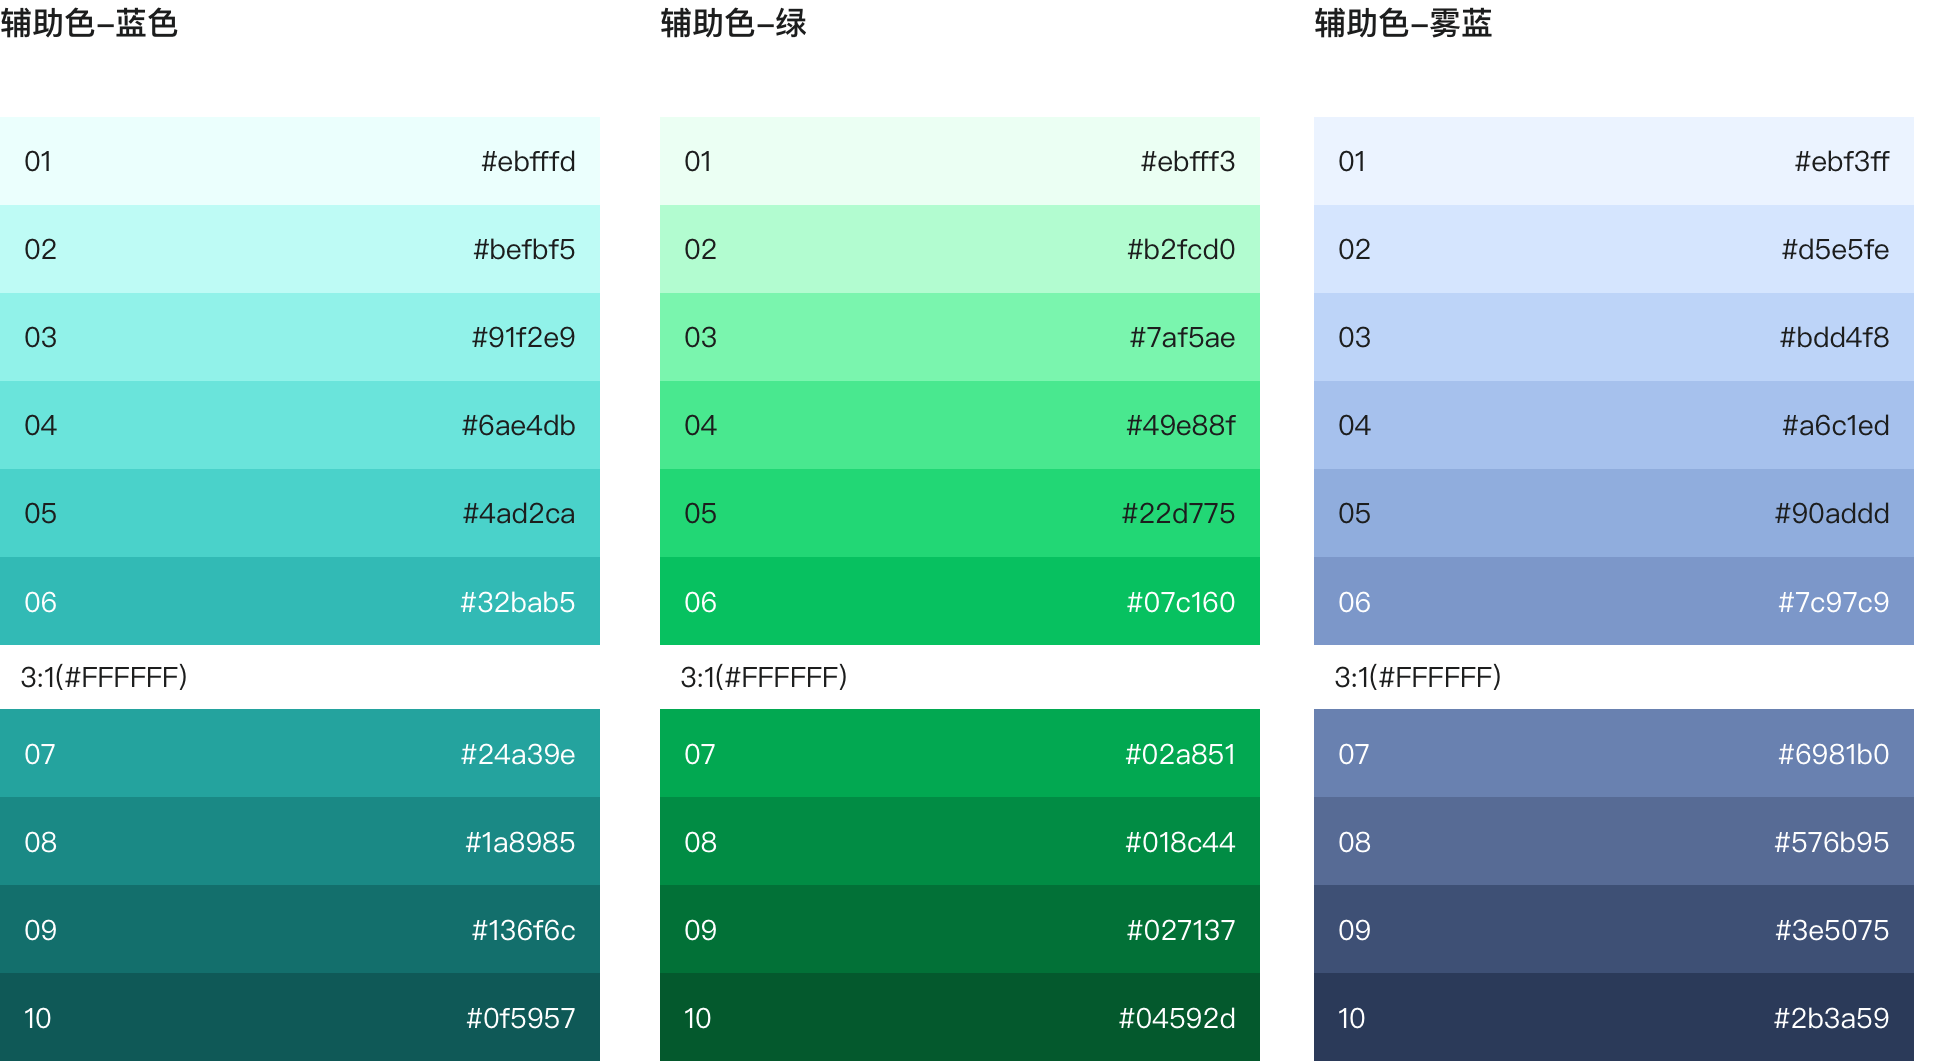 辅助色-蓝色
01 #ebfffd
02 #befbf5
03 #91f2e9
04 #6ae4db
05 #4ad2ca
06 #32bab5
3:1(#FFFFFF)
07 #24a39e
08 #1a8985
09 #136f6c
10 #0f5957
辅助色-绿
01 #ebfff3
02 #b2fcd0
03 #7af5ae
04 #49e88f
05 #22d775
06 #07c160
3:1(#FFFFFF)
07 #02a851
08 #018c44
09 #027137
10 #04592d
辅助色-雾蓝
01 #ebf3ff
02 #d5e5fe
03 #bdd4f8
04 #a6c1ed
05 #90addd
06 #7c97c9
3:1(#FFFFFF)
07 #6981b0
08 #576b95
09 #3e5075
10 #2b3a59